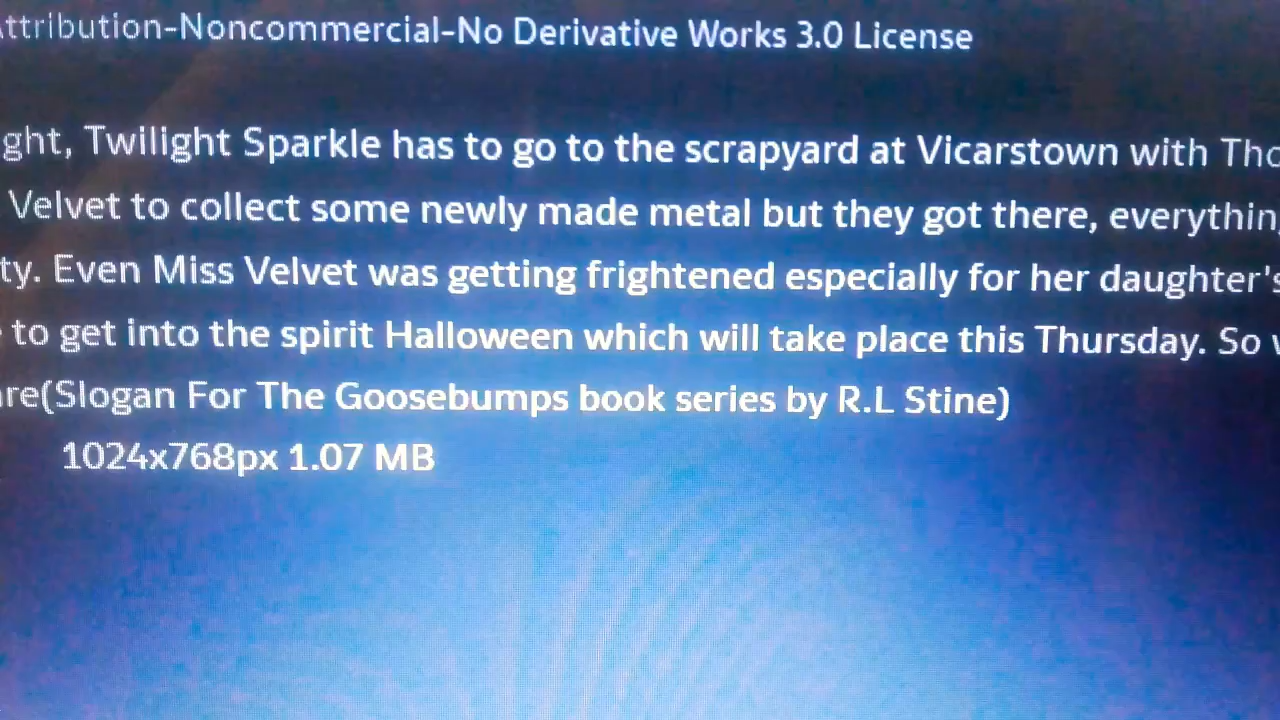 ttribution-Noncommercial-No Derivative Works 3.0 License
ght, Twilight Sparkle has to go to the scrapyard at Vicarstown with Tho
Velvet to collect some newly made metal but they got there, everythin
ty. Even Miss Velvet was getting frightened especially for her daughter's
to get into the spirit Halloween which will take place this Thursday. So
re(Slogan For The Goosebumps book series by R.L Stine)
1024x768px 1.07 MB